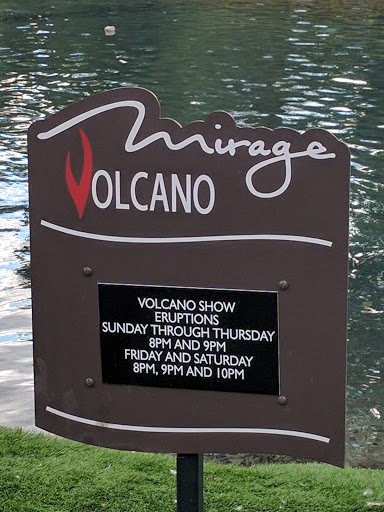 Mirage
VOLCANO
VOLCANO SHOW
ERUPTIONS
SUNDAY THROUGH THURSDAY
8PM AND 9PM
FRIDAY AND SATURDAY
8PM, 9PM AND 10PM